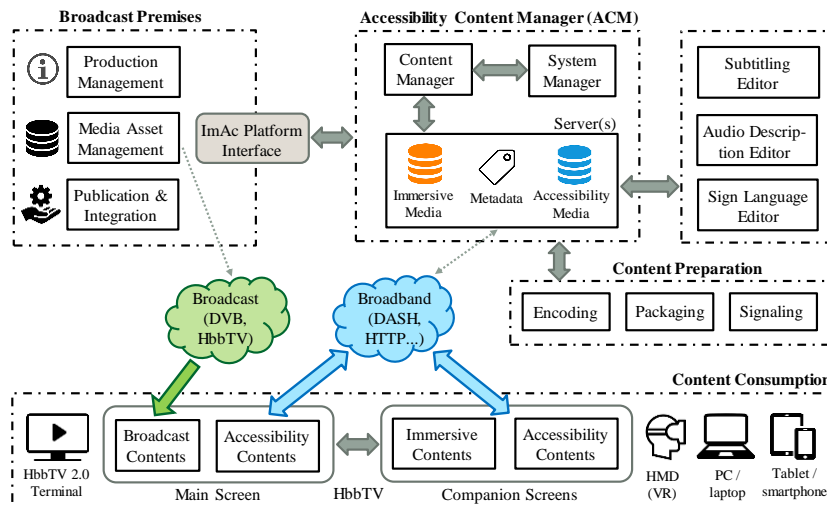 Broadcast Premises
Production
Management
Media Asset
Management
Publication &
Integration
ImAc Platform
Interface
Accessibility Content Manager (ACM)
Content
Manager
System
Manager
Server(s)
Immersive
Media
Metadata
Accessibility
Media
Subtitling
Editor
Audio Descrip-
tion Editor
Sign Language
Editor
Content Preparation
Encoding
Packaging
Signaling
Broadcast
(DVB,
HbbTV)
Broadband
(DASH,
HTTP...)
Content Consumption
HbbTV 2.0
Terminal
Broadcast
Contents
Accessibility
Contents
Main Screen
HbbTV
Immersive
Contents
Accessibility
Contents
Companion Screens
HMD
(VR)
PC /
laptop
Tablet /
smartphone